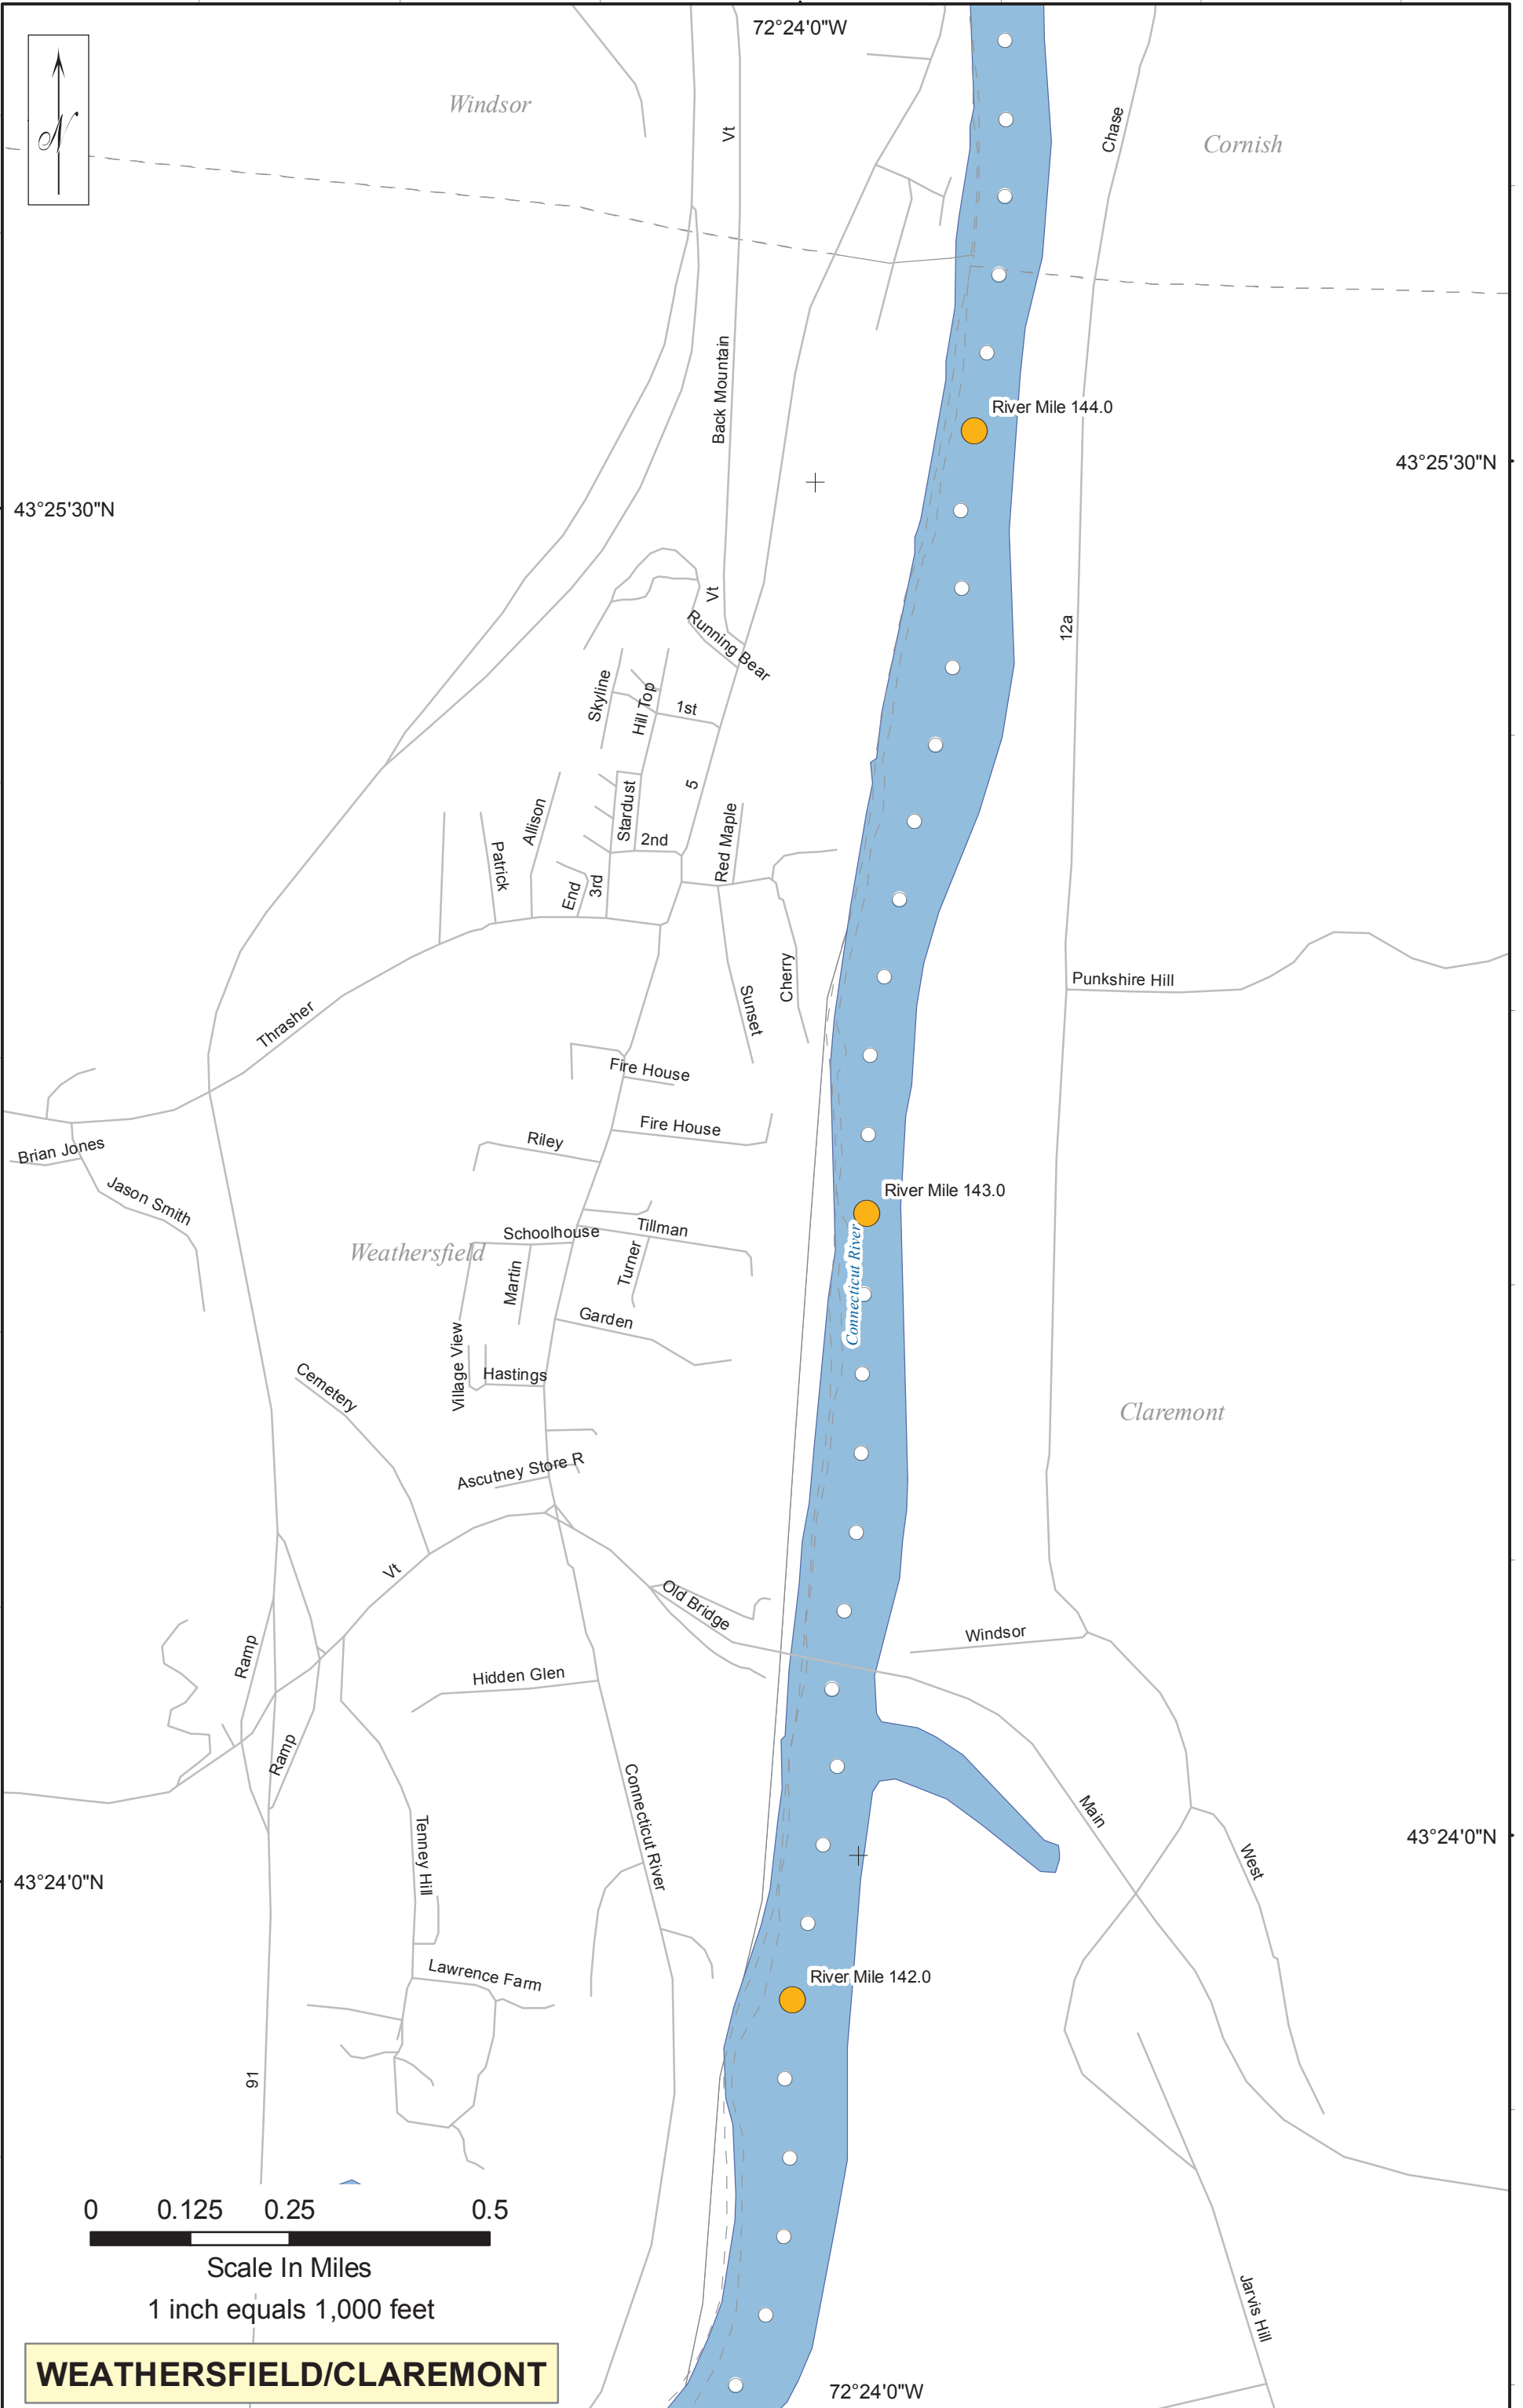 72°24'0"W
N
Windsor
Vt
Chase
Cornish
Back Mountain
River Mile 144.0
43°25'30"N
43°25'30"N
Vt
Running Bear
12a
Skyline
Hill Top
1st
5
Stardust
Allison
2nd
Red Maple
Patrick
End
3rd
Cherry
Sunset
Punkshire Hill
Thrasher
Fire House
Fire House
Riley
Brian Jones
Jason Smith
River Mile 143.0
Schoolhouse
Tillman
Weathersfield
Martin
Turner
Connecticut River
Garden
Village View
Hastings
Cemetery
Claremont
Ascutney Store R
Vt
Old Bridge
Windsor
Ramp
Hidden Glen
Ramp
Connecticut River
Main
Tenney Hill
43°24'0"N
West
43°24'0"N
Lawrence Farm
River Mile 142.0
91
0 0.125 0.25 0.5
Scale In Miles
1 inch equals 1,000 feet
Jarvis Hill
WEATHERSFIELD/CLAREMONT
72°24'0"W